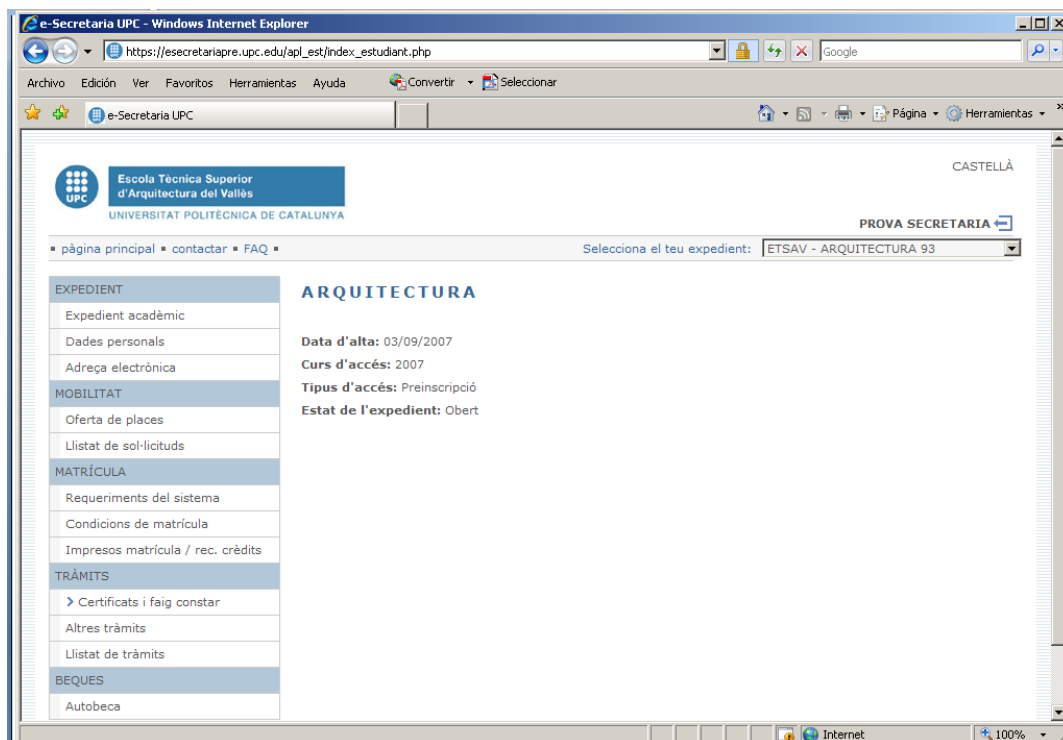 e-Secretaria UPC - Windows Internet Explorer
https://esecretariapre.upc.edu/apl_est/index_estudiant.php
Google
Archivo Edición Ver Favoritos Herramientas Ayuda Convertir Seleccionar
e-Secretaria UPC
Página Herramientas »
CASTELLÀ
UPC
Escola Tècnica Superior
d'Arquitectura del Vallès
UNIVERSITAT POLITÈCNICA DE CATALUNYA
PROVA SECRETARIA
pàgina principal contactar FAQ
Selecciona el teu expedient: ETSAV - ARQUITECTURA 93
EXPEDIENT
Expedient acadèmic
Dades personals
Adreça electrònica
MOBILITAT
Oferta de places
Llistat de sol·licituds
MATRÍCULA
Requeriments del sistema
Condicions de matrícula
Impresos matrícula / rec. crèdits
TRÀMITS
Certificats i faig constar
Altres tràmits
Llistat de tràmits
BEQUES
Autobeca
ARQUITECTURA
Data d'alta: 03/09/2007
Curs d'accés: 2007
Tipus d'accés: Preinscripció
Estat de l'expedient: Obert
Internet
100%